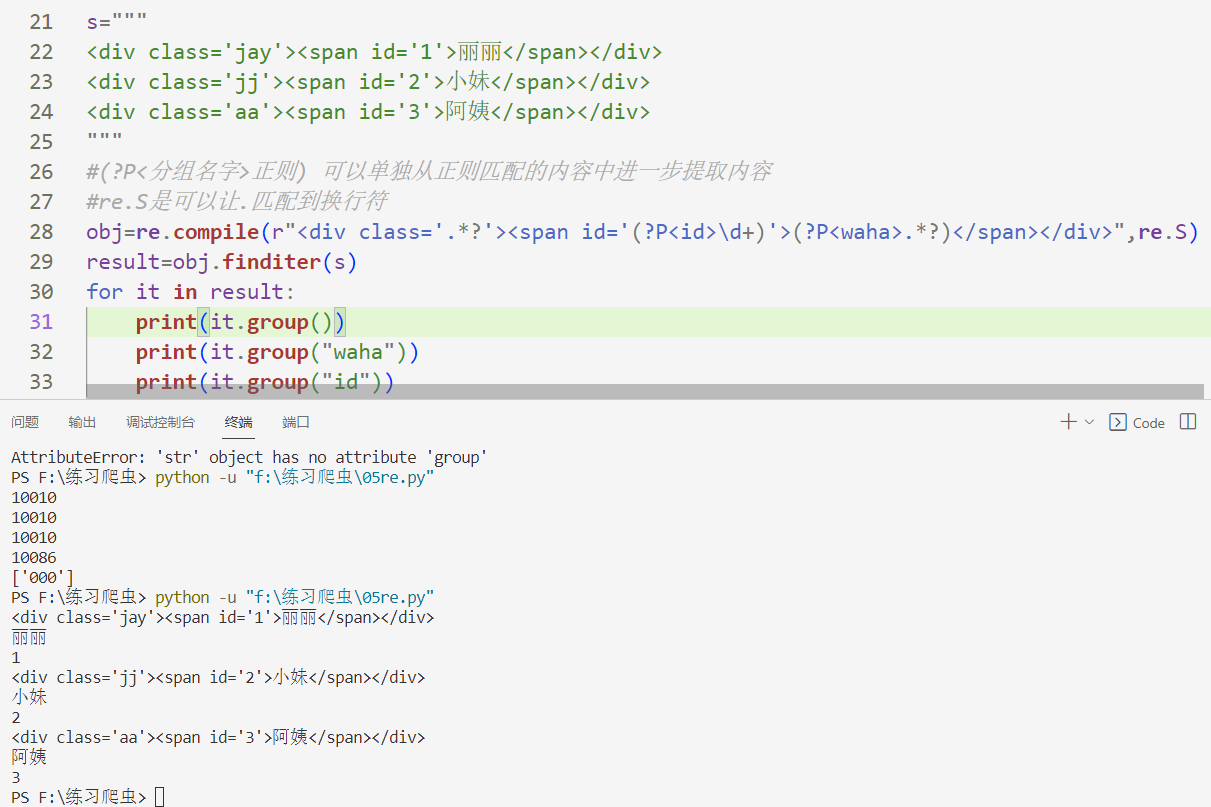 21 s="""
22 <div class='jay'><span id='1'>丽丽</span></div>
23 <div class='jj'><span id='2'>小妹</span></div>
24 <div class='aa'><span id='3'>阿姨</span></div>
25 """
26 #(?P<分组名字>正则) 可以单独从正则匹配的内容中进一步提取内容
27 #re.S是可以让.匹配到换行符
28 obj=re.compile(r"<div class='.*?'><span id='(?P<id>\d+)'>(?P<waha>.*?)</span></div>",re.S)
29 result=obj.finditer(s)
30 for it in result:
31     print(it.group())
32     print(it.group("waha"))
33     print(it.group("id"))
问题 输出 调试控制台 终端 端口 Code
AttributeError: 'str' object has no attribute 'group'
PS F:\练习爬虫> python -u "f:\练习爬虫\05re.py"
10010
10010
10010
10086
['000']
PS F:\练习爬虫> python -u "f:\练习爬虫\05re.py"
<div class='jay'><span id='1'>丽丽</span></div>
丽丽
1
<div class='jj'><span id='2'>小妹</span></div>
小妹
2
<div class='aa'><span id='3'>阿姨</span></div>
阿姨
3
PS F:\练习爬虫>